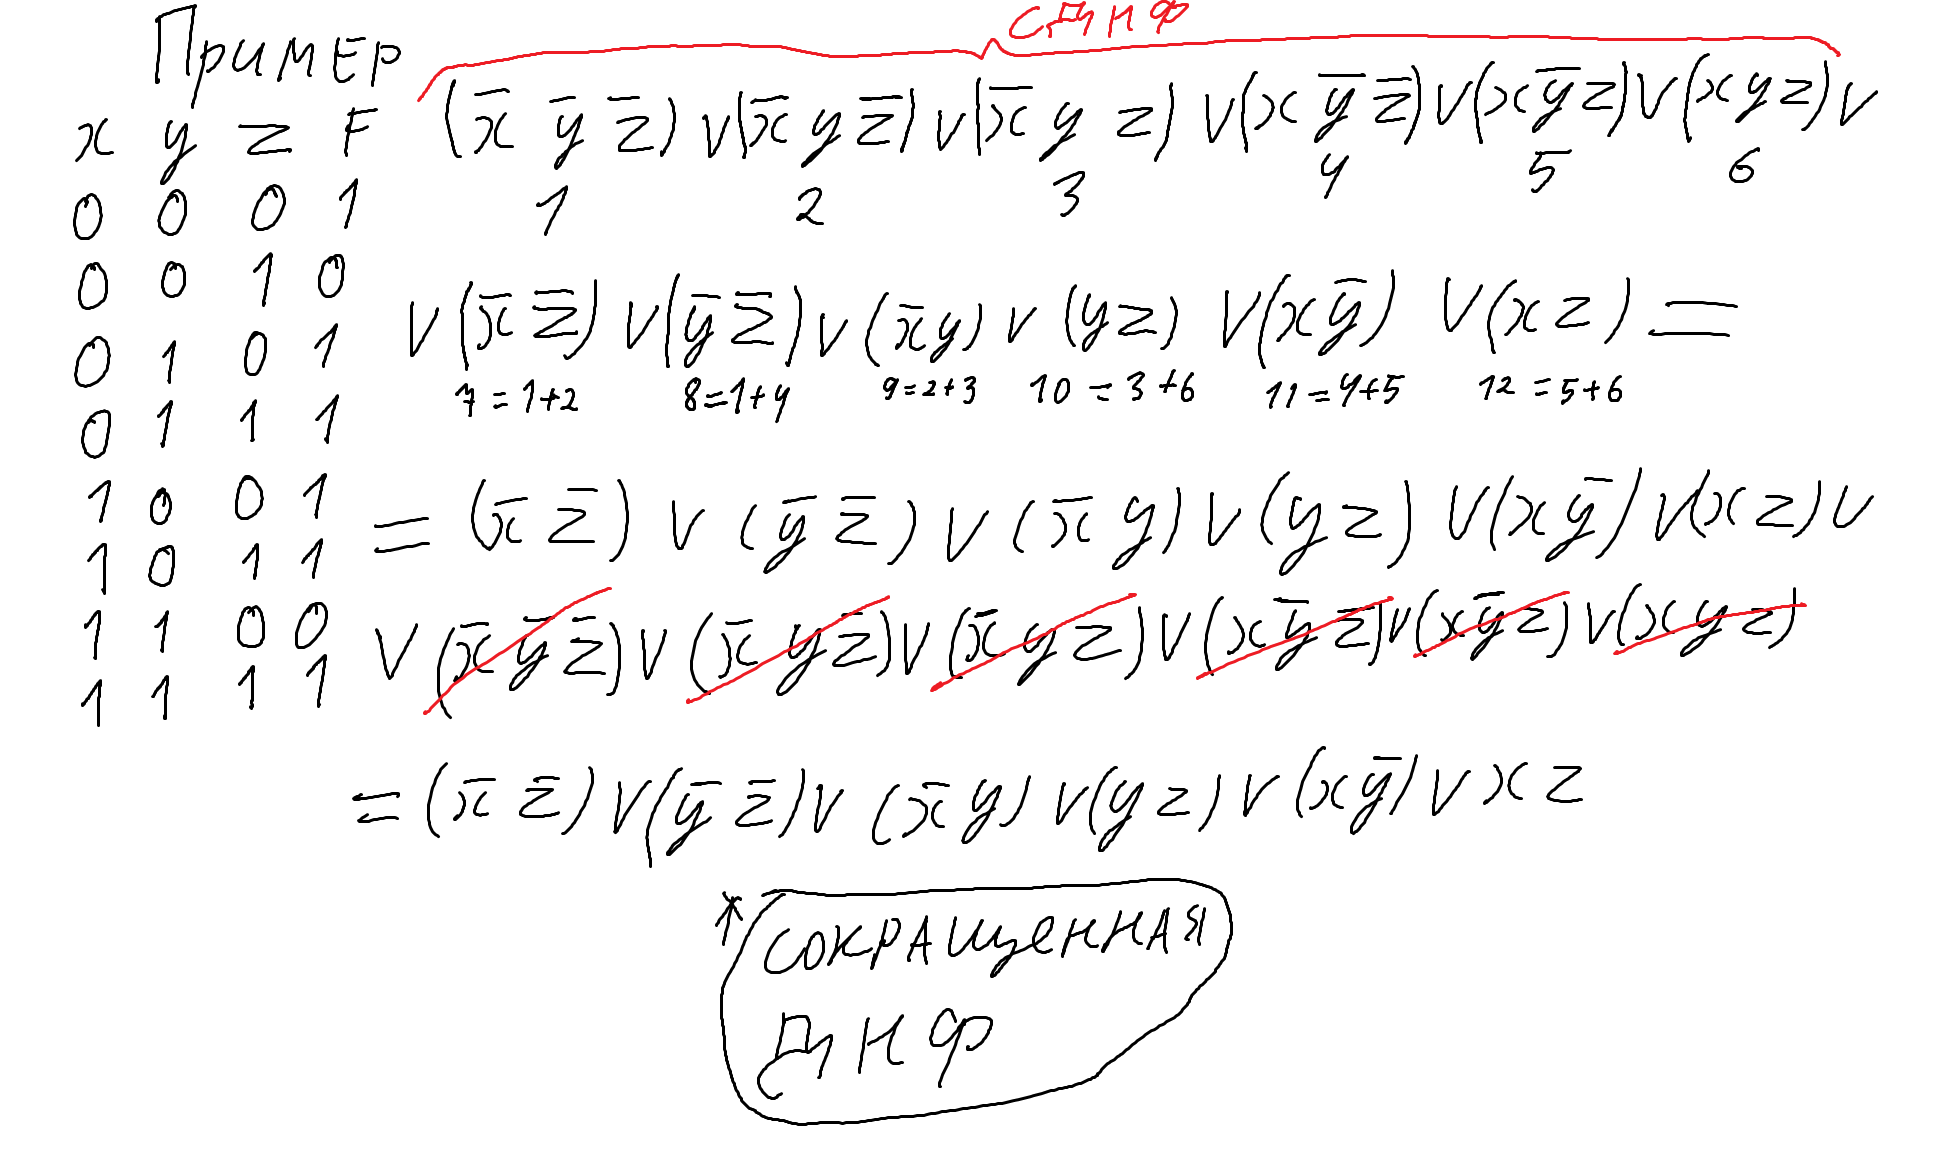 Пример
СДНФ
x y z F
(x̄ ȳ z̄) ∨ (x̄ y z̄) ∨ (x̄ y z) ∨ (x ȳ z̄) ∨ (x ȳ z) ∨ (x y z) ∨
1 2 3 4 5 6
0 0 0 1
0 0 1 0
0 1 0 1
0 1 1 1
1 0 0 1
1 0 1 1
1 1 0 0
1 1 1 1
∨ (x̄ z̄) ∨ (ȳ z̄) ∨ (x̄ y) ∨ (y z) ∨ (x ȳ) ∨ (x z) =
7 = 1+2 8=1+4 9=2+3 10 = 3+6 11=4+5 12 = 5+6
= (x̄ z̄) ∨ (ȳ z̄) ∨ (x̄ y) ∨ (y z) ∨ (x ȳ) ∨ (x z) ∨
∨ (x̄ ȳ z̄) ∨ (x̄ y z̄) ∨ (x̄ y z) ∨ (x ȳ z̄) ∨ (x ȳ z) ∨ (x y z)
= (x̄ z̄) ∨ (ȳ z̄) ∨ (x̄ y) ∨ (y z) ∨ (x ȳ) ∨ x z
↑ сокращенная
ДНФ